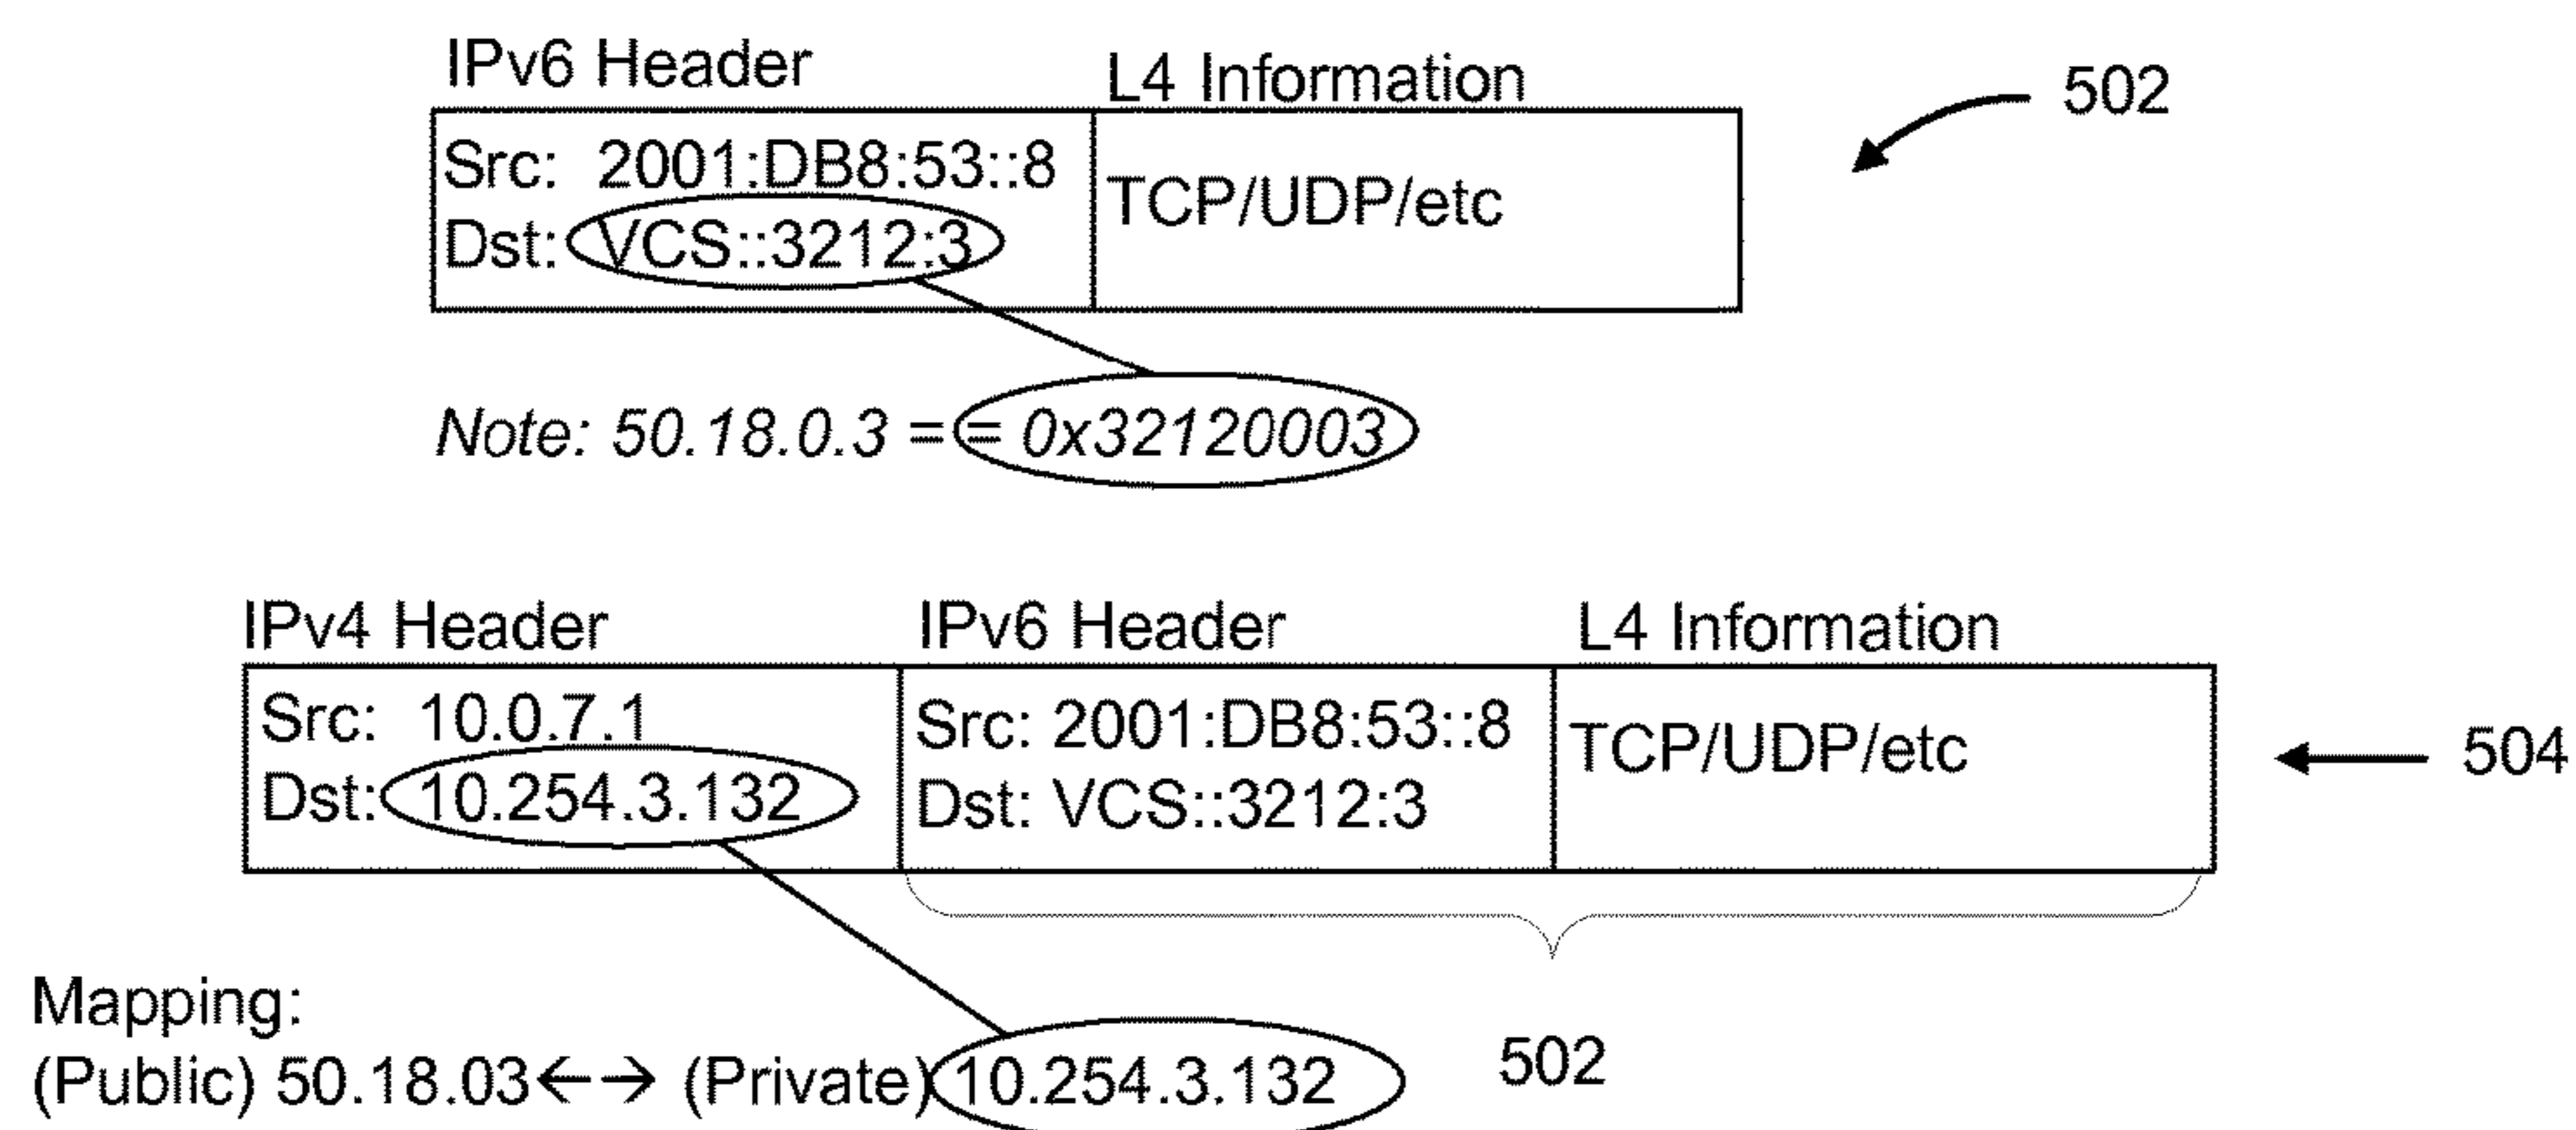 IPv6 Header
L4 Information
502
Src: 2001:DB8:53::8
Dst: VCS::3212:3
TCP/UDP/etc
Note: 50.18.0.3 == 0x32120003
IPv4 Header
IPv6 Header
L4 Information
Src: 10.0.7.1
Dst: 10.254.3.132
Src: 2001:DB8:53::8
Dst: VCS::3212:3
TCP/UDP/etc
504
Mapping:
(Public) 50.18.03←→ (Private) 10.254.3.132
502